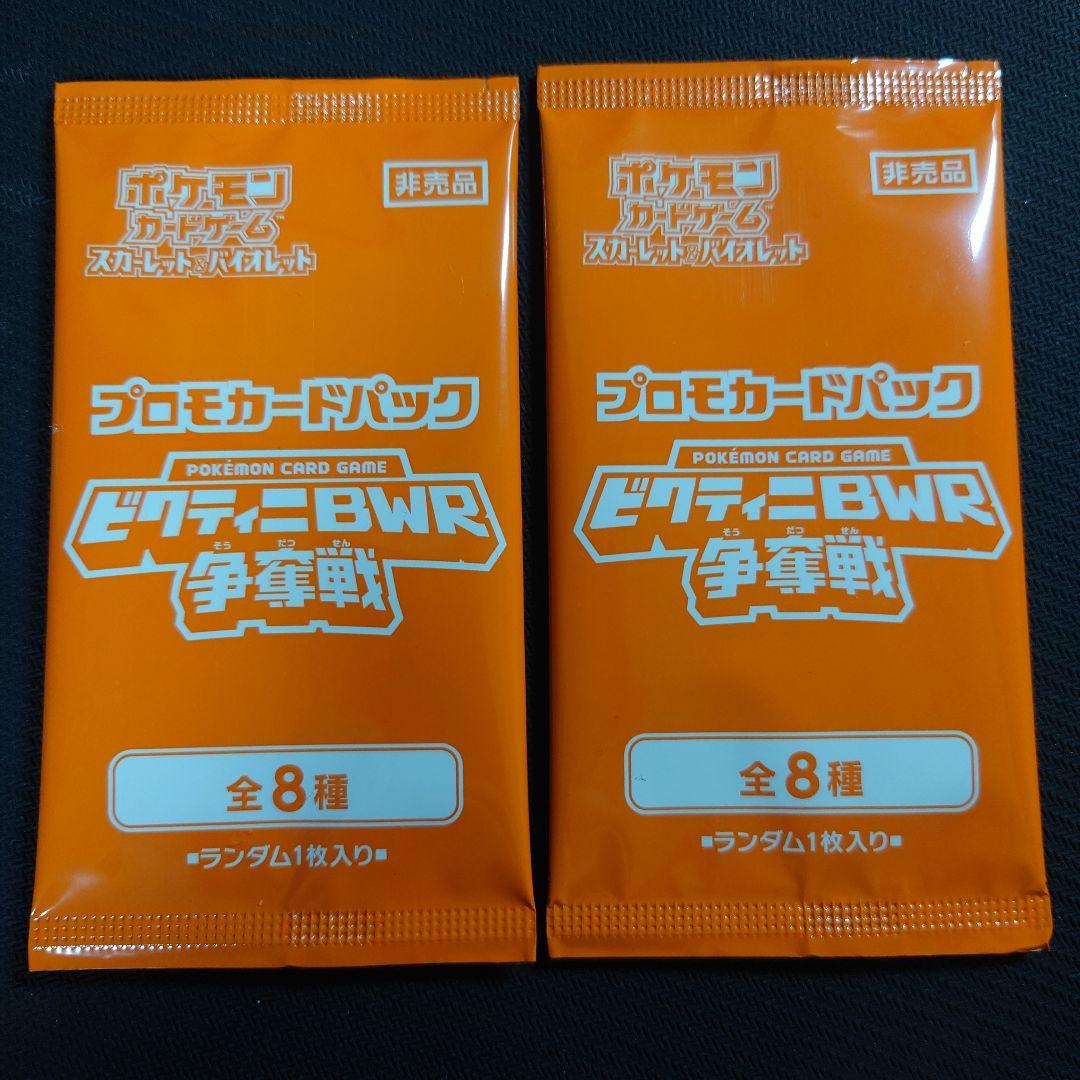 ポケモン
カードゲーム™
スカーレット&バイオレット
非売品
プロモカードパック
POKÉMON CARD GAME
ビクティニBWR
そう だつ せん
争奪戦
全8種
■ランダム1枚入り■
ポケモン
カードゲーム™
スカーレット&バイオレット
非売品
プロモカードパック
POKÉMON CARD GAME
ビクティニBWR
そう だつ せん
争奪戦
全8種
■ランダム1枚入り■